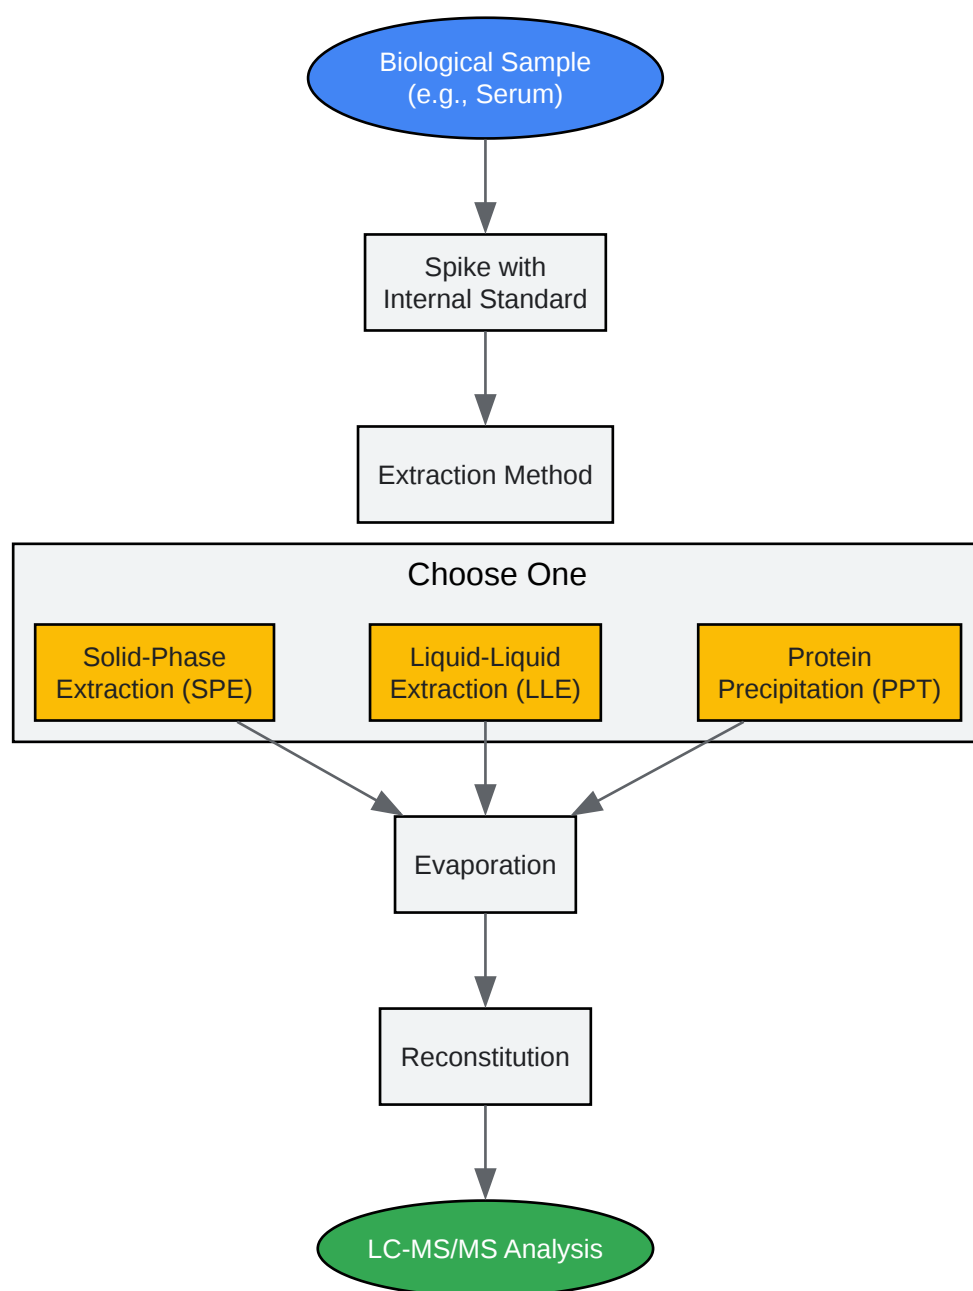 Biological Sample
(e.g., Serum)
Spike with
Internal Standard
Extraction Method
Choose One
Solid-Phase
Extraction (SPE)
Liquid-Liquid
Extraction (LLE)
Protein
Precipitation (PPT)
Evaporation
Reconstitution
LC-MS/MS Analysis